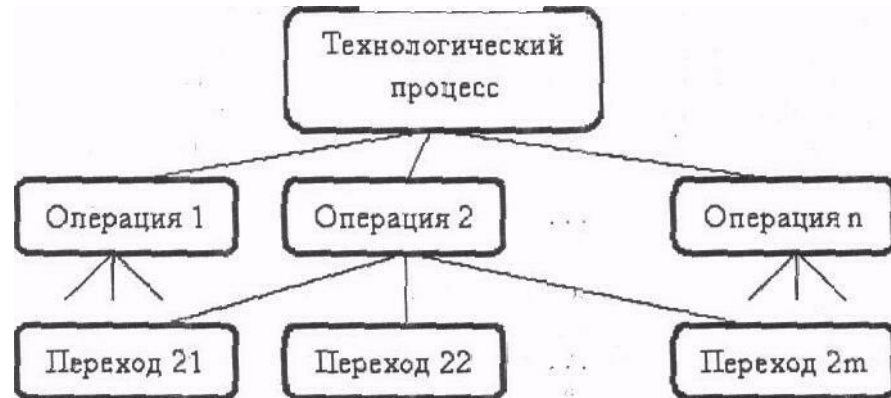 Технологический
процесс
Операция 1
Операция 2
. . .
Операция n
Переход 21
Переход 22
. . .
Переход 2m